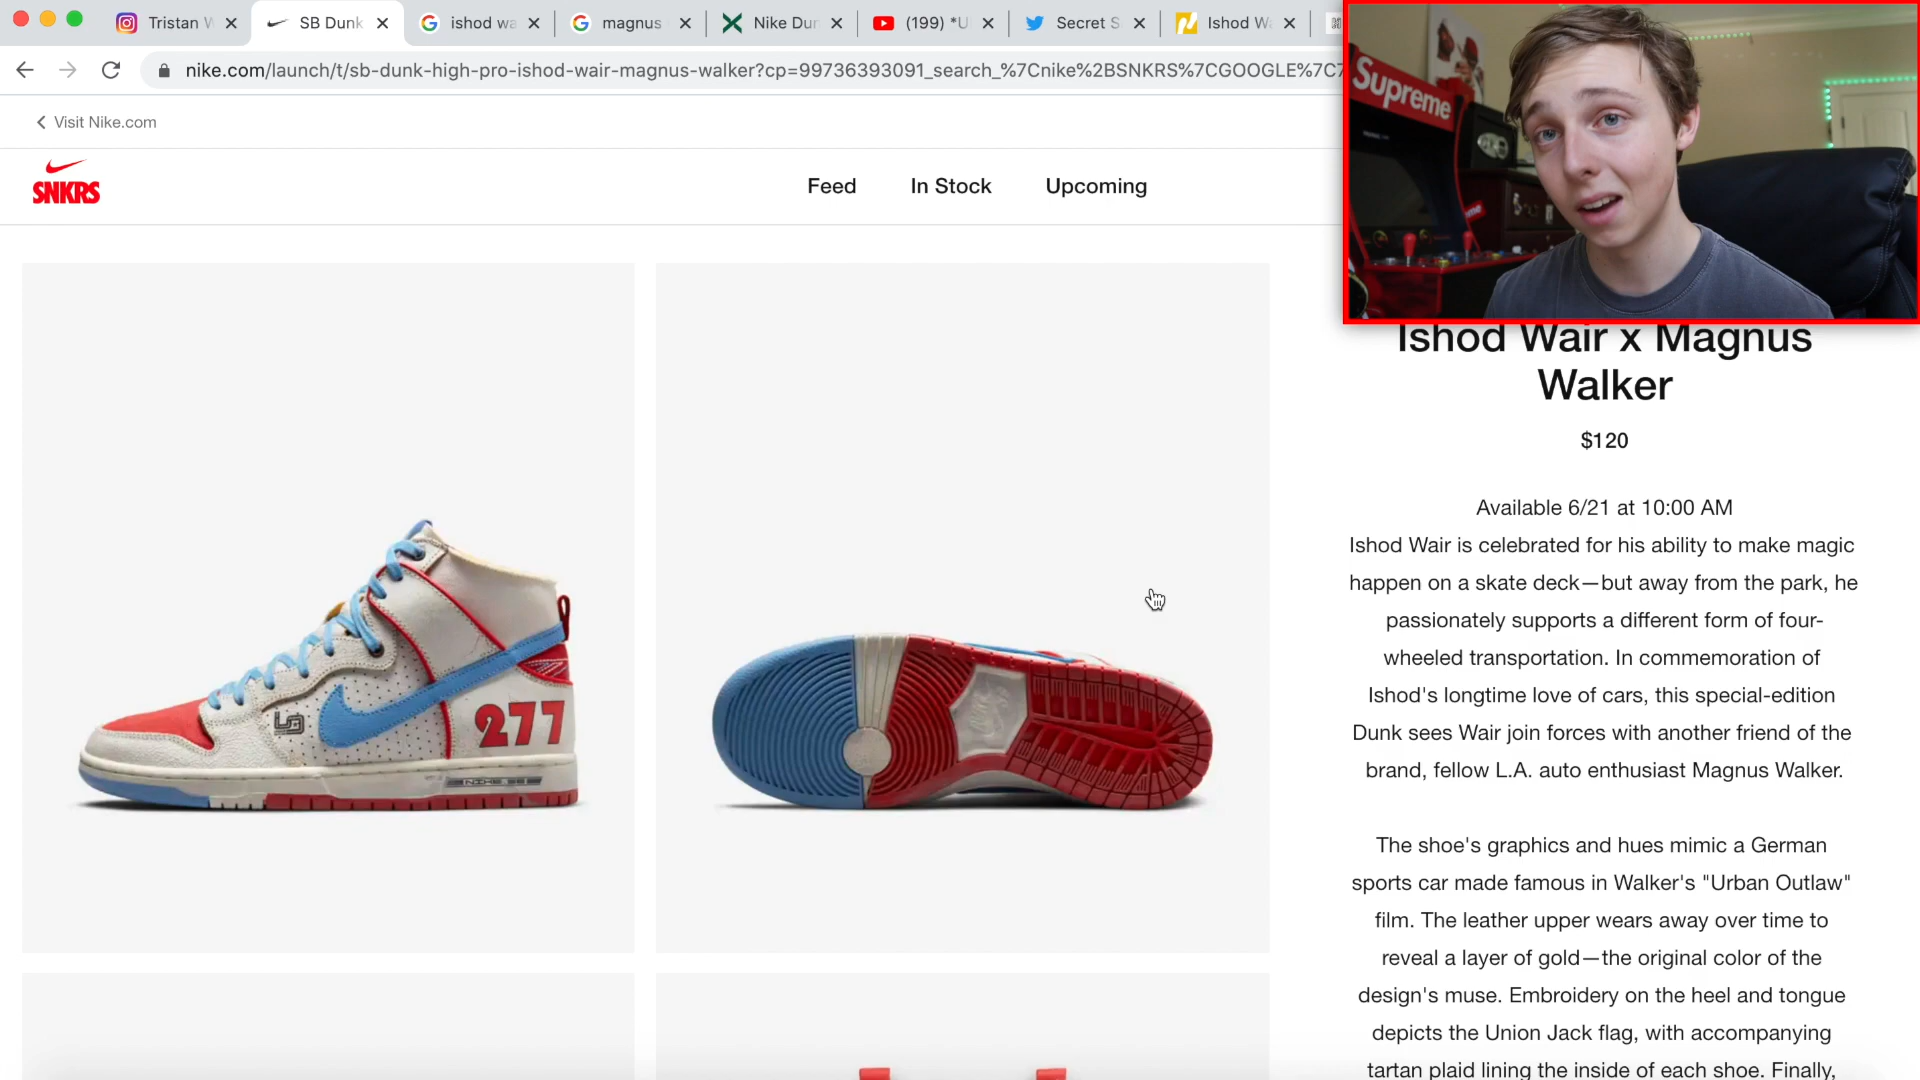 Tristan W
SB Dunk
ishod wa
magnus
Nike Dun
(199) *U
Secret S
Ishod Wa
nike.com/launch/t/sb-dunk-high-pro-ishod-wair-magnus-walker?cp=99736393091_search_%7Cnike%2BSNKRS%7CGOOGLE%7C7
Supreme
Visit Nike.com
SNKRS
Feed
In Stock
Upcoming
Ishod Wair x Magnus
Walker
$120
Available 6/21 at 10:00 AM
Ishod Wair is celebrated for his ability to make magic
happen on a skate deck—but away from the park, he
passionately supports a different form of four-
wheeled transportation. In commemoration of
Ishod's longtime love of cars, this special-edition
Dunk sees Wair join forces with another friend of the
brand, fellow L.A. auto enthusiast Magnus Walker.
The shoe's graphics and hues mimic a German
sports car made famous in Walker's "Urban Outlaw"
film. The leather upper wears away over time to
reveal a layer of gold—the original color of the
design's muse. Embroidery on the heel and tongue
depicts the Union Jack flag, with accompanying
tartan plaid lining the inside of each shoe. Finally,
277
NIKE SB